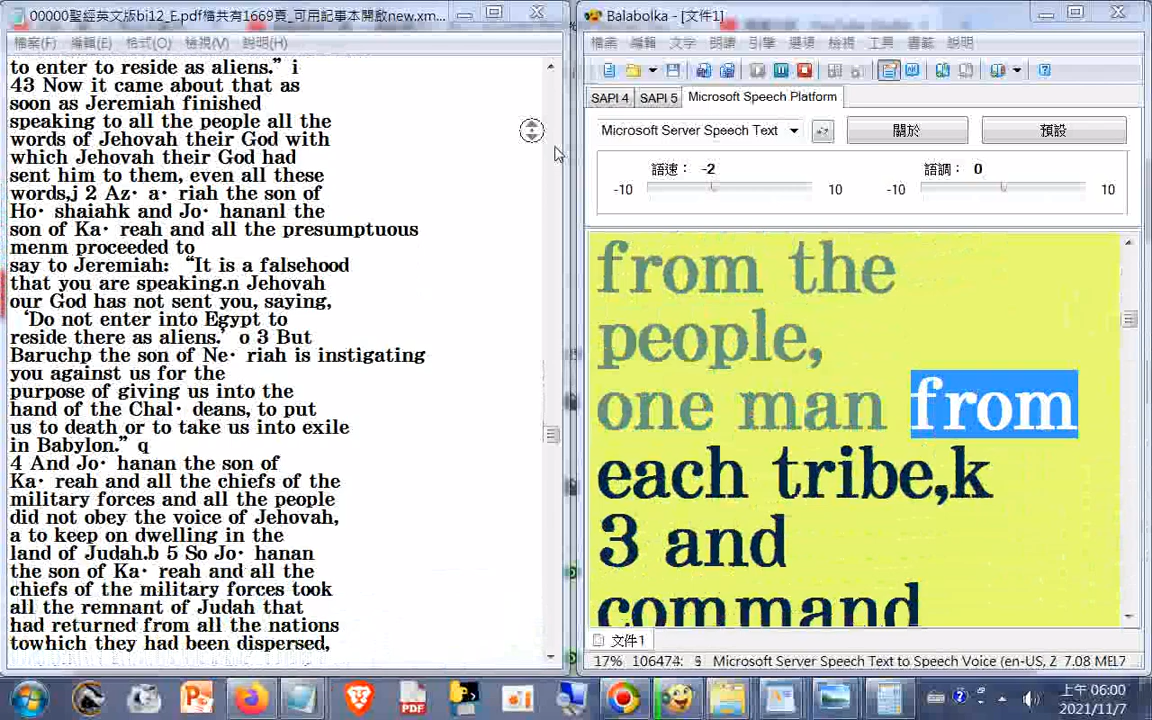 00000聖經英文版bi12_E.pdf檔共有1669頁_可用記事本開啟new.xm...
檔案(F) 編輯(E) 格式(O) 檢視(V) 說明(H)
to enter to reside as aliens.” i
43 Now it came about that as
soon as Jeremiah finished
speaking to all the people all the
words of Jehovah their God with
which Jehovah their God had
sent him to them, even all these
words,j 2 Az· a· riah the son of
Ho· shaiahk and Jo· hananl the
son of Ka· reah and all the presumptuous
menm proceeded to
say to Jeremiah: “It is a falsehood
that you are speaking.n Jehovah
our God has not sent you, saying,
‘Do not enter into Egypt to
reside there as aliens.’ o 3 But
Baruchp the son of Ne· riah is instigating
you against us for the
purpose of giving us into the
hand of the Chal· deans, to put
us to death or to take us into exile
in Babylon.” q
4 And Jo· hanan the son of
Ka· reah and all the chiefs of the
military forces and all the people
did not obey the voice of Jehovah,
a to keep on dwelling in the
land of Judah.b 5 So Jo· hanan
the son of Ka· reah and all the
chiefs of the military forces took
all the remnant of Judah that
had returned from all the nations
towhich they had been dispersed,
Balabolka - [文件1]
檔案 編輯 文字 朗讀 引擎 選項 檢視 工具 書籤 說明
SAPI 4 SAPI 5 Microsoft Speech Platform
Microsoft Server Speech Text 關於 預設
語速： -2 語調： 0
-10 10 -10 10
from the
people,
one man from
each tribe,k
3 and
command
文件1
17% 106474: Microsoft Server Speech Text to Speech Voice (en-US, Z 7.08 МЕ17
PDF
上午 06:00
2021/11/7